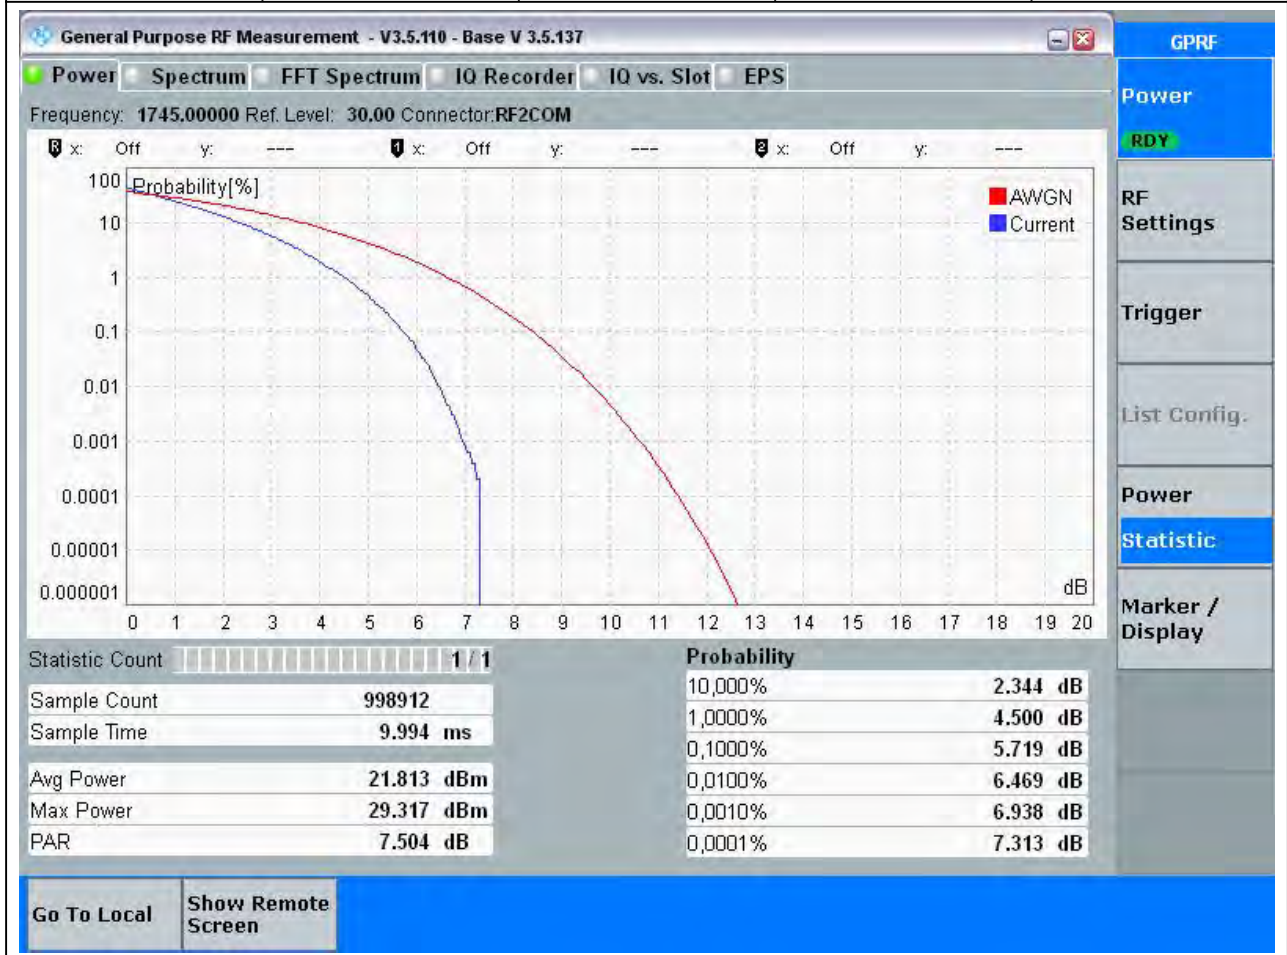 General Purpose RF Measurement - V3.5.110 - Base V 3.5.137
GPRF
Power Spectrum FFT Spectrum IQ Recorder IQ vs. Slot EPS
Frequency: 1745.00000 Ref. Level: 30.00 Connector:RF2COM
Power
RDY
R x: Off y: --- 1 x: Off y: --- 2 x: Off y: ---
Probability[%]
AWGN
Current
100
10
1
0.1
0.01
0.001
0.0001
0.00001
0.000001
dB
0 1 2 3 4 5 6 7 8 9 10 11 12 13 14 15 16 17 18 19 20
RF
Settings
Trigger
List Config.
Power
Statistic
Marker /
Display
Statistic Count 1 / 1
Sample Count 998912
Sample Time 9.994 ms
Avg Power 21.813 dBm
Max Power 29.317 dBm
PAR 7.504 dB
Probability
10,000% 2.344 dB
1,0000% 4.500 dB
0,1000% 5.719 dB
0,0100% 6.469 dB
0,0010% 6.938 dB
0,0001% 7.313 dB
Go To Local
Show Remote
Screen